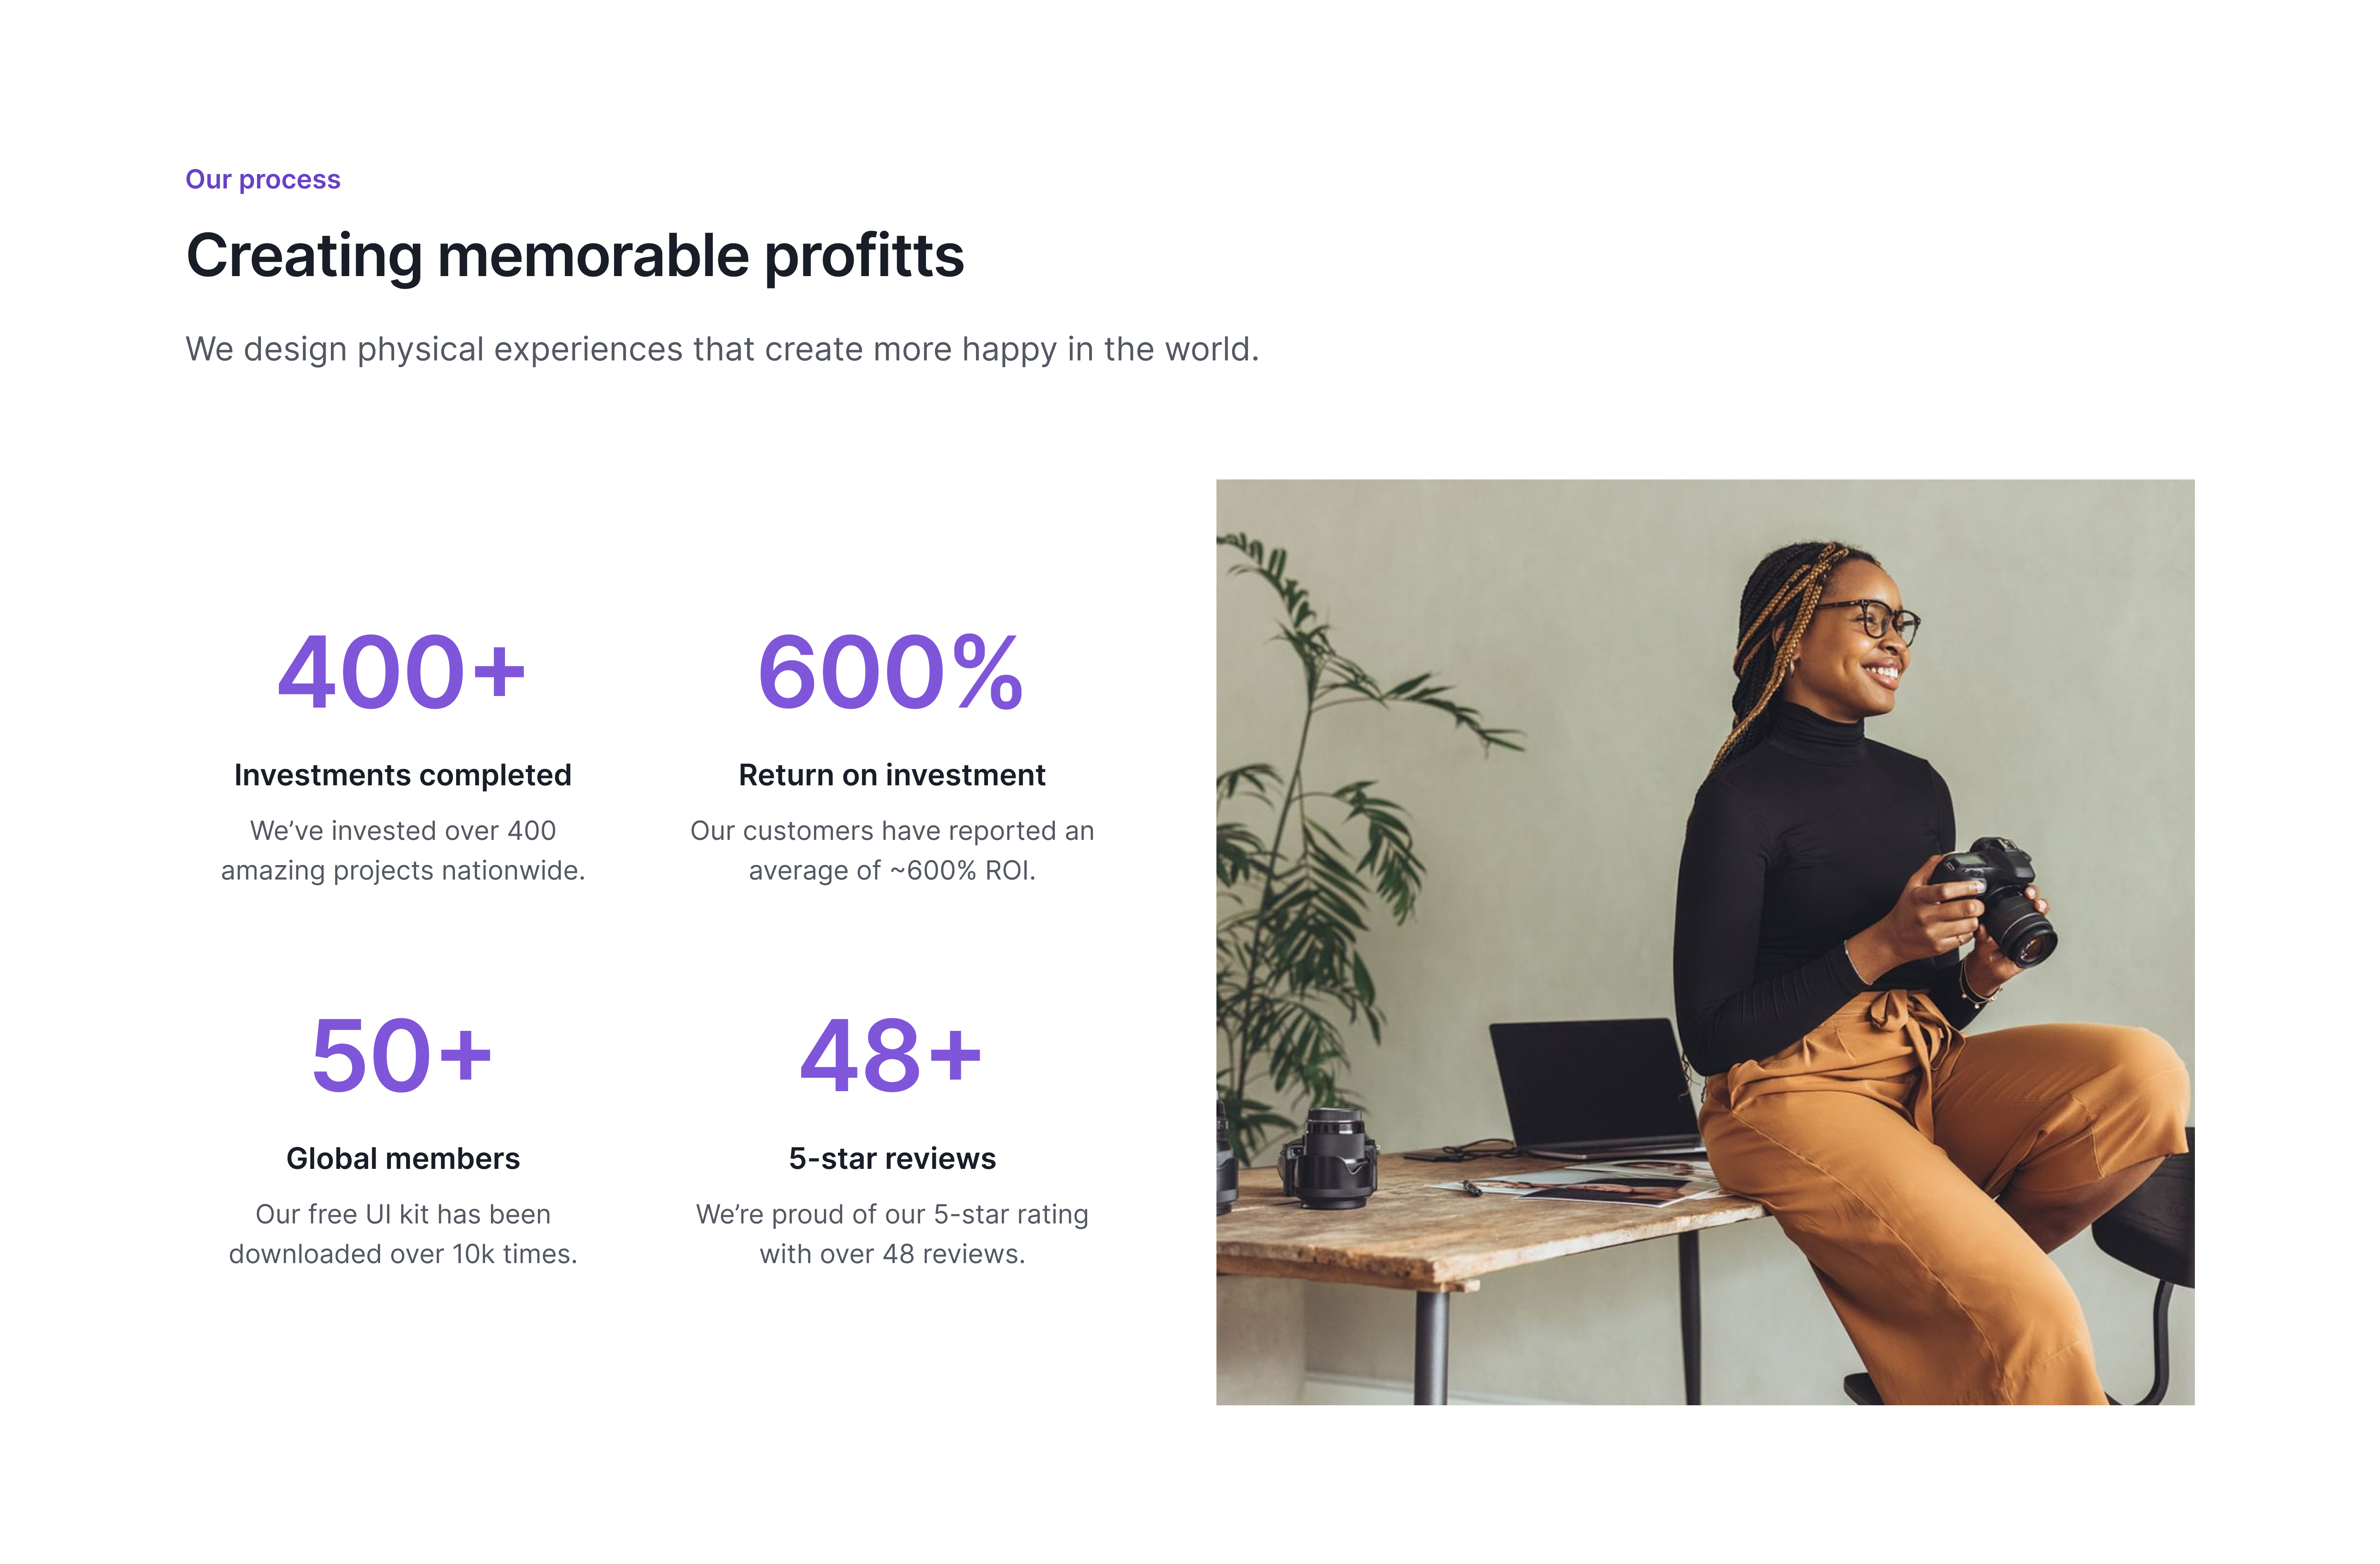 Our process
Creating memorable profitts
We design physical experiences that create more happy in the world.
400+
Investments completed
We’ve invested over 400
amazing projects nationwide.
600%
Return on investment
Our customers have reported an
average of ~600% ROI.
50+
Global members
Our free UI kit has been
downloaded over 10k times.
48+
5-star reviews
We’re proud of our 5-star rating
with over 48 reviews.